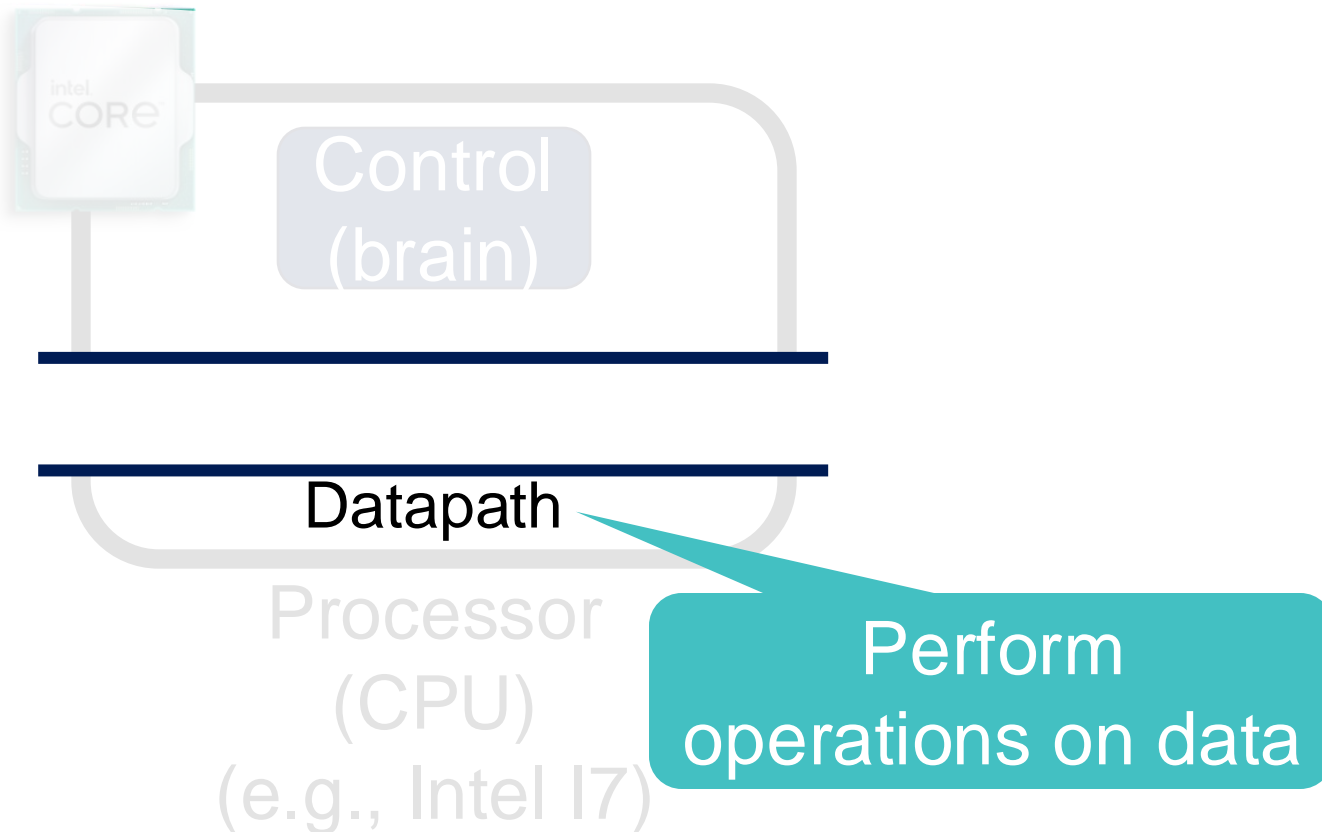 intel
CORE
Control
(brain)
Datapath
Processor
(CPU)
(e.g., Intel I7)
Perform
operations on data